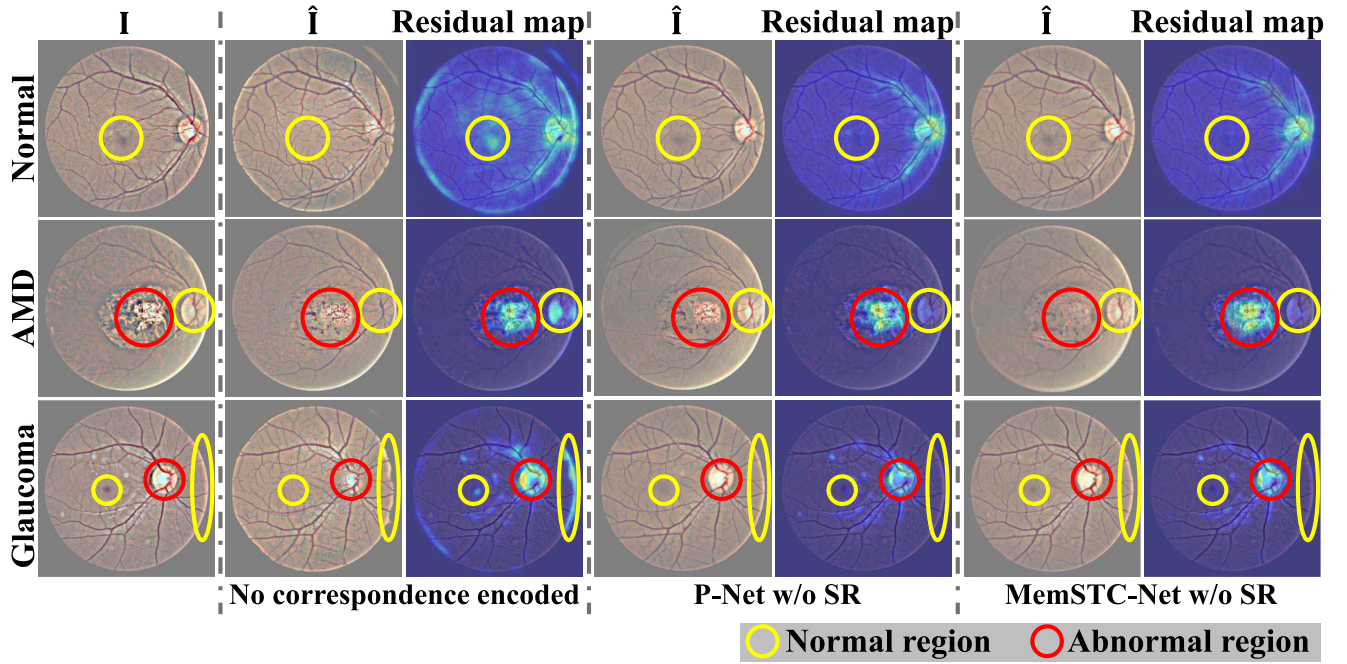 I Î Residual map Î Residual map Î Residual map
Normal
AMD
Glaucoma
No correspondence encoded P-Net w/o SR MemSTC-Net w/o SR
Normal region Abnormal region